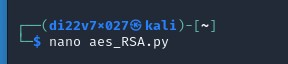 ┌──(di22v7×027㉿kali)-[~]
└─$ nano aes_RSA.py